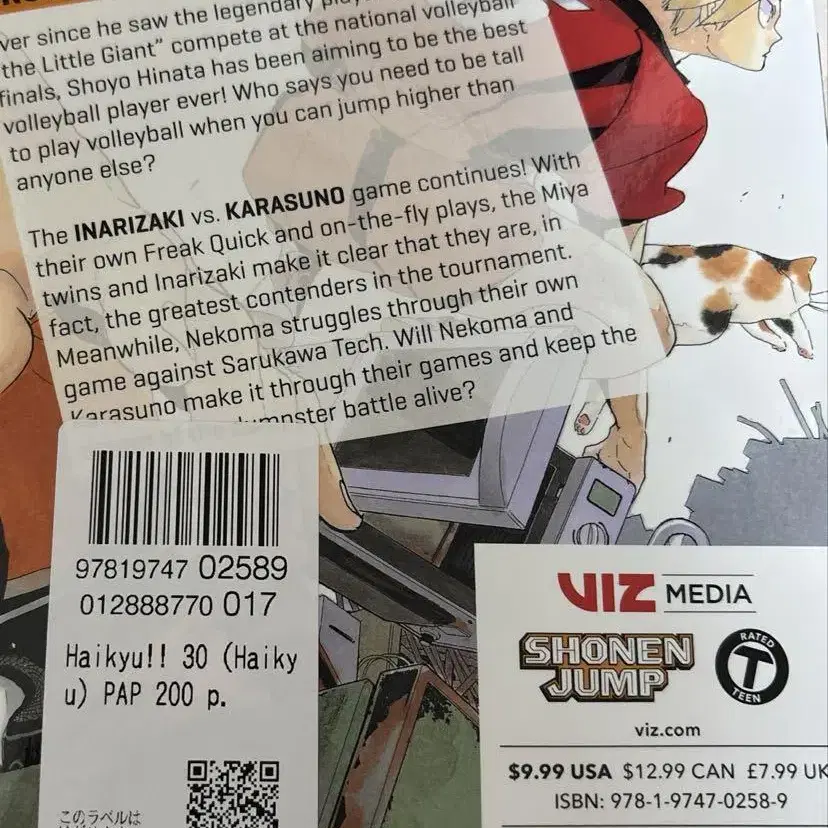 ver since he saw the legendary
the Little Giant" compete at the national volleyball
finals, Shoyo Hinata has been aiming to be the best
volleyball player ever! Who says you need to be tall
to play volleyball when you can jump higher than
anyone else?
The INARIZAKI vs. KARASUNO game continues! With
their own Freak Quick and on-the-fly plays, the Miya
twins and Inarizaki make it clear that they are, in
fact, the greatest contenders in the tournament.
Meanwhile, Nekoma struggles through their own
game against Sarukawa Tech. Will Nekoma and
Karasuno make it through their games and keep the
battle alive?
97819747 02589
012888770 017
Haikyu!! 30 (Haiky
u) PAP 200 p.
このラベルは
VIZ MEDIA
SHONEN
JUMP
RATED
T
TEEN
viz.com
$9.99 USA $12.99 CAN £7.99 UK
ISBN: 978-1-9747-0258-9